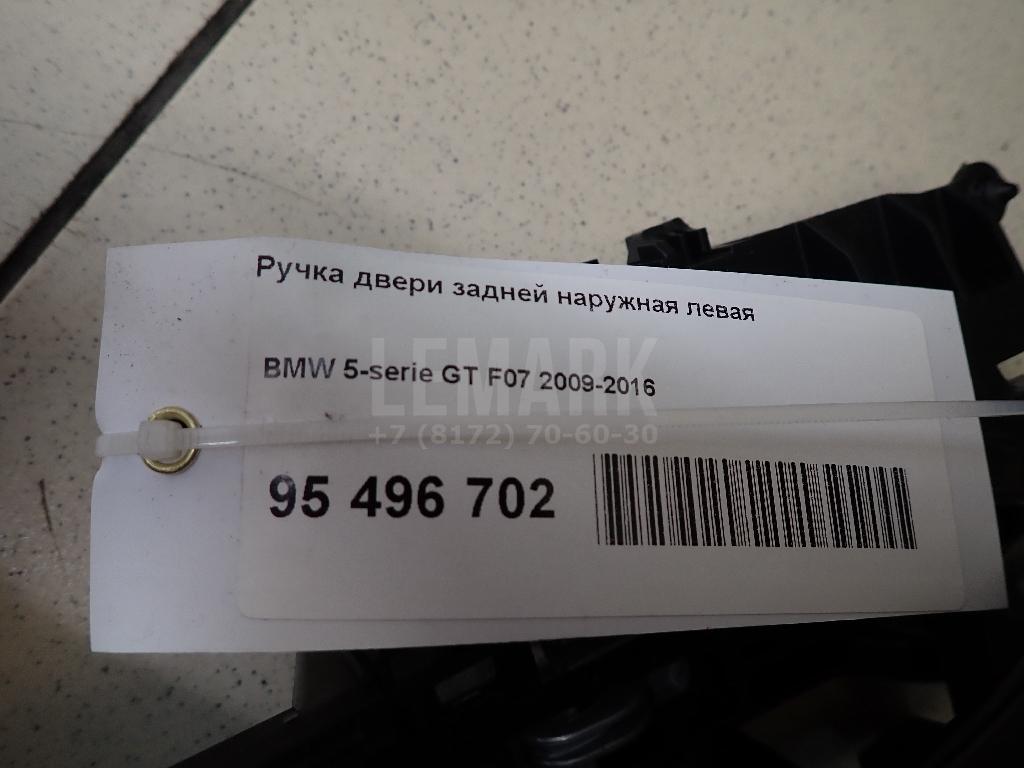 Ручка двери задней наружная левая
BMW 5-serie GT F07 2009-2016
LEMARK
+7 (8172) 70-60-30
95 496 702